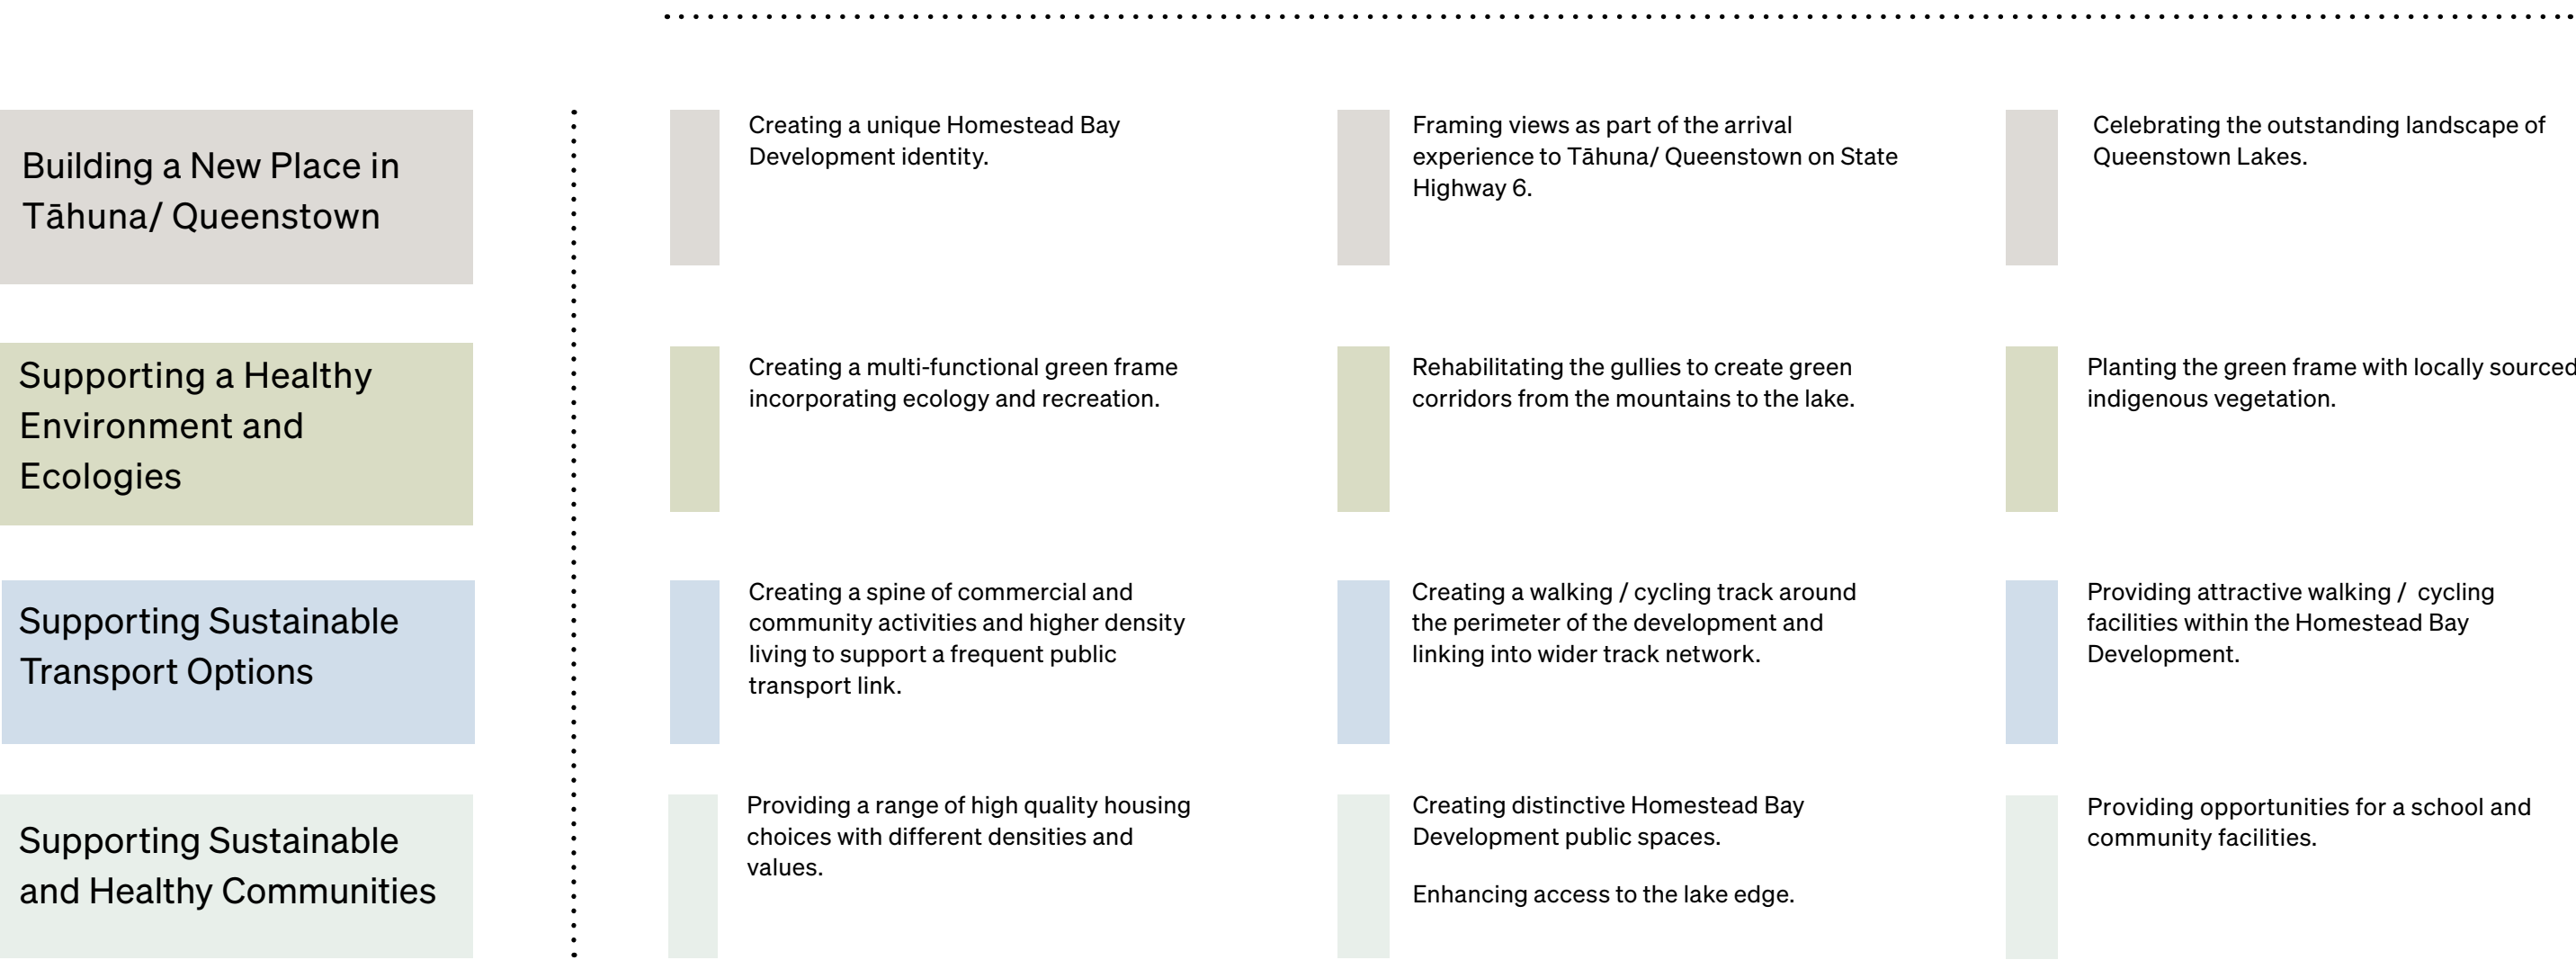 Building a New Place in
Tāhuna/ Queenstown
Creating a unique Homestead Bay
Development identity.
Framing views as part of the arrival
experience to Tāhuna/ Queenstown on State
Highway 6.
Celebrating the outstanding landscape of
Queenstown Lakes.
Supporting a Healthy
Environment and
Ecologies
Creating a multi-functional green frame
incorporating ecology and recreation.
Rehabilitating the gullies to create green
corridors from the mountains to the lake.
Planting the green frame with locally sourced
indigenous vegetation.
Supporting Sustainable
Transport Options
Creating a spine of commercial and
community activities and higher density
living to support a frequent public
transport link.
Creating a walking / cycling track around
the perimeter of the development and
linking into wider track network.
Providing attractive walking /  cycling
facilities within the Homestead Bay
Development.
Supporting Sustainable
and Healthy Communities
Providing a range of high quality housing
choices with different densities and
values.
Creating distinctive Homestead Bay
Development public spaces.
Enhancing access to the lake edge.
Providing opportunities for a school and
community facilities.